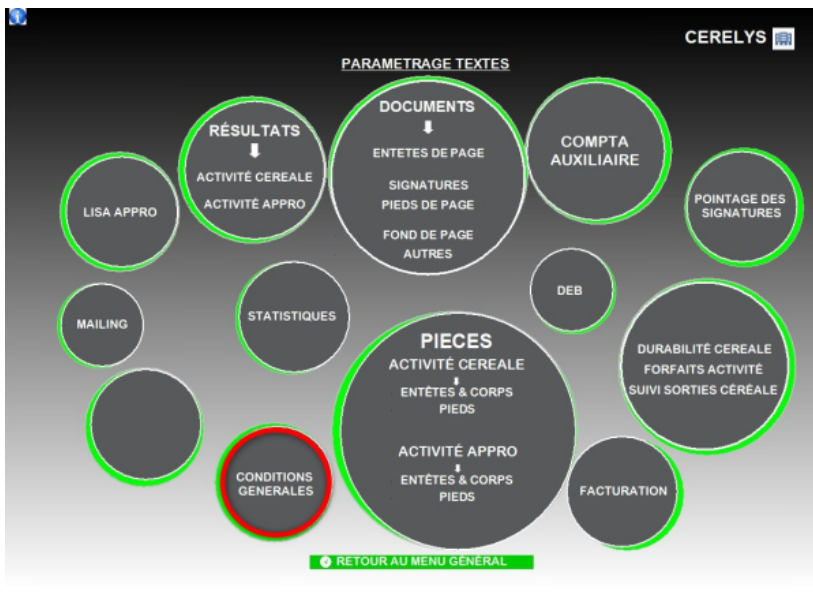 CERELYS
PARAMETRAGE TEXTES
RÉSULTATS
ACTIVITÉ CEREALE
ACTIVITÉ APPRO
DOCUMENTS
ENTETES DE PAGE
SIGNATURES
PIEDS DE PAGE
FOND DE PAGE
AUTRES
COMPTA
AUXILIAIRE
LISA APPRO
POINTAGE DES
SIGNATURES
MAILING
STATISTIQUES
DEB
PIECES
ACTIVITÉ CEREALE
ENTÊTES & CORPS
PIEDS
ACTIVITÉ APPRO
ENTÊTES & CORPS
PIEDS
DURABILITÉ CEREALE
FORFAITS ACTIVITÉ
SUIVI SORTIES CÉRÉALE
CONDITIONS
GENERALES
FACTURATION
RETOUR AU MENU GÉNÉRAL